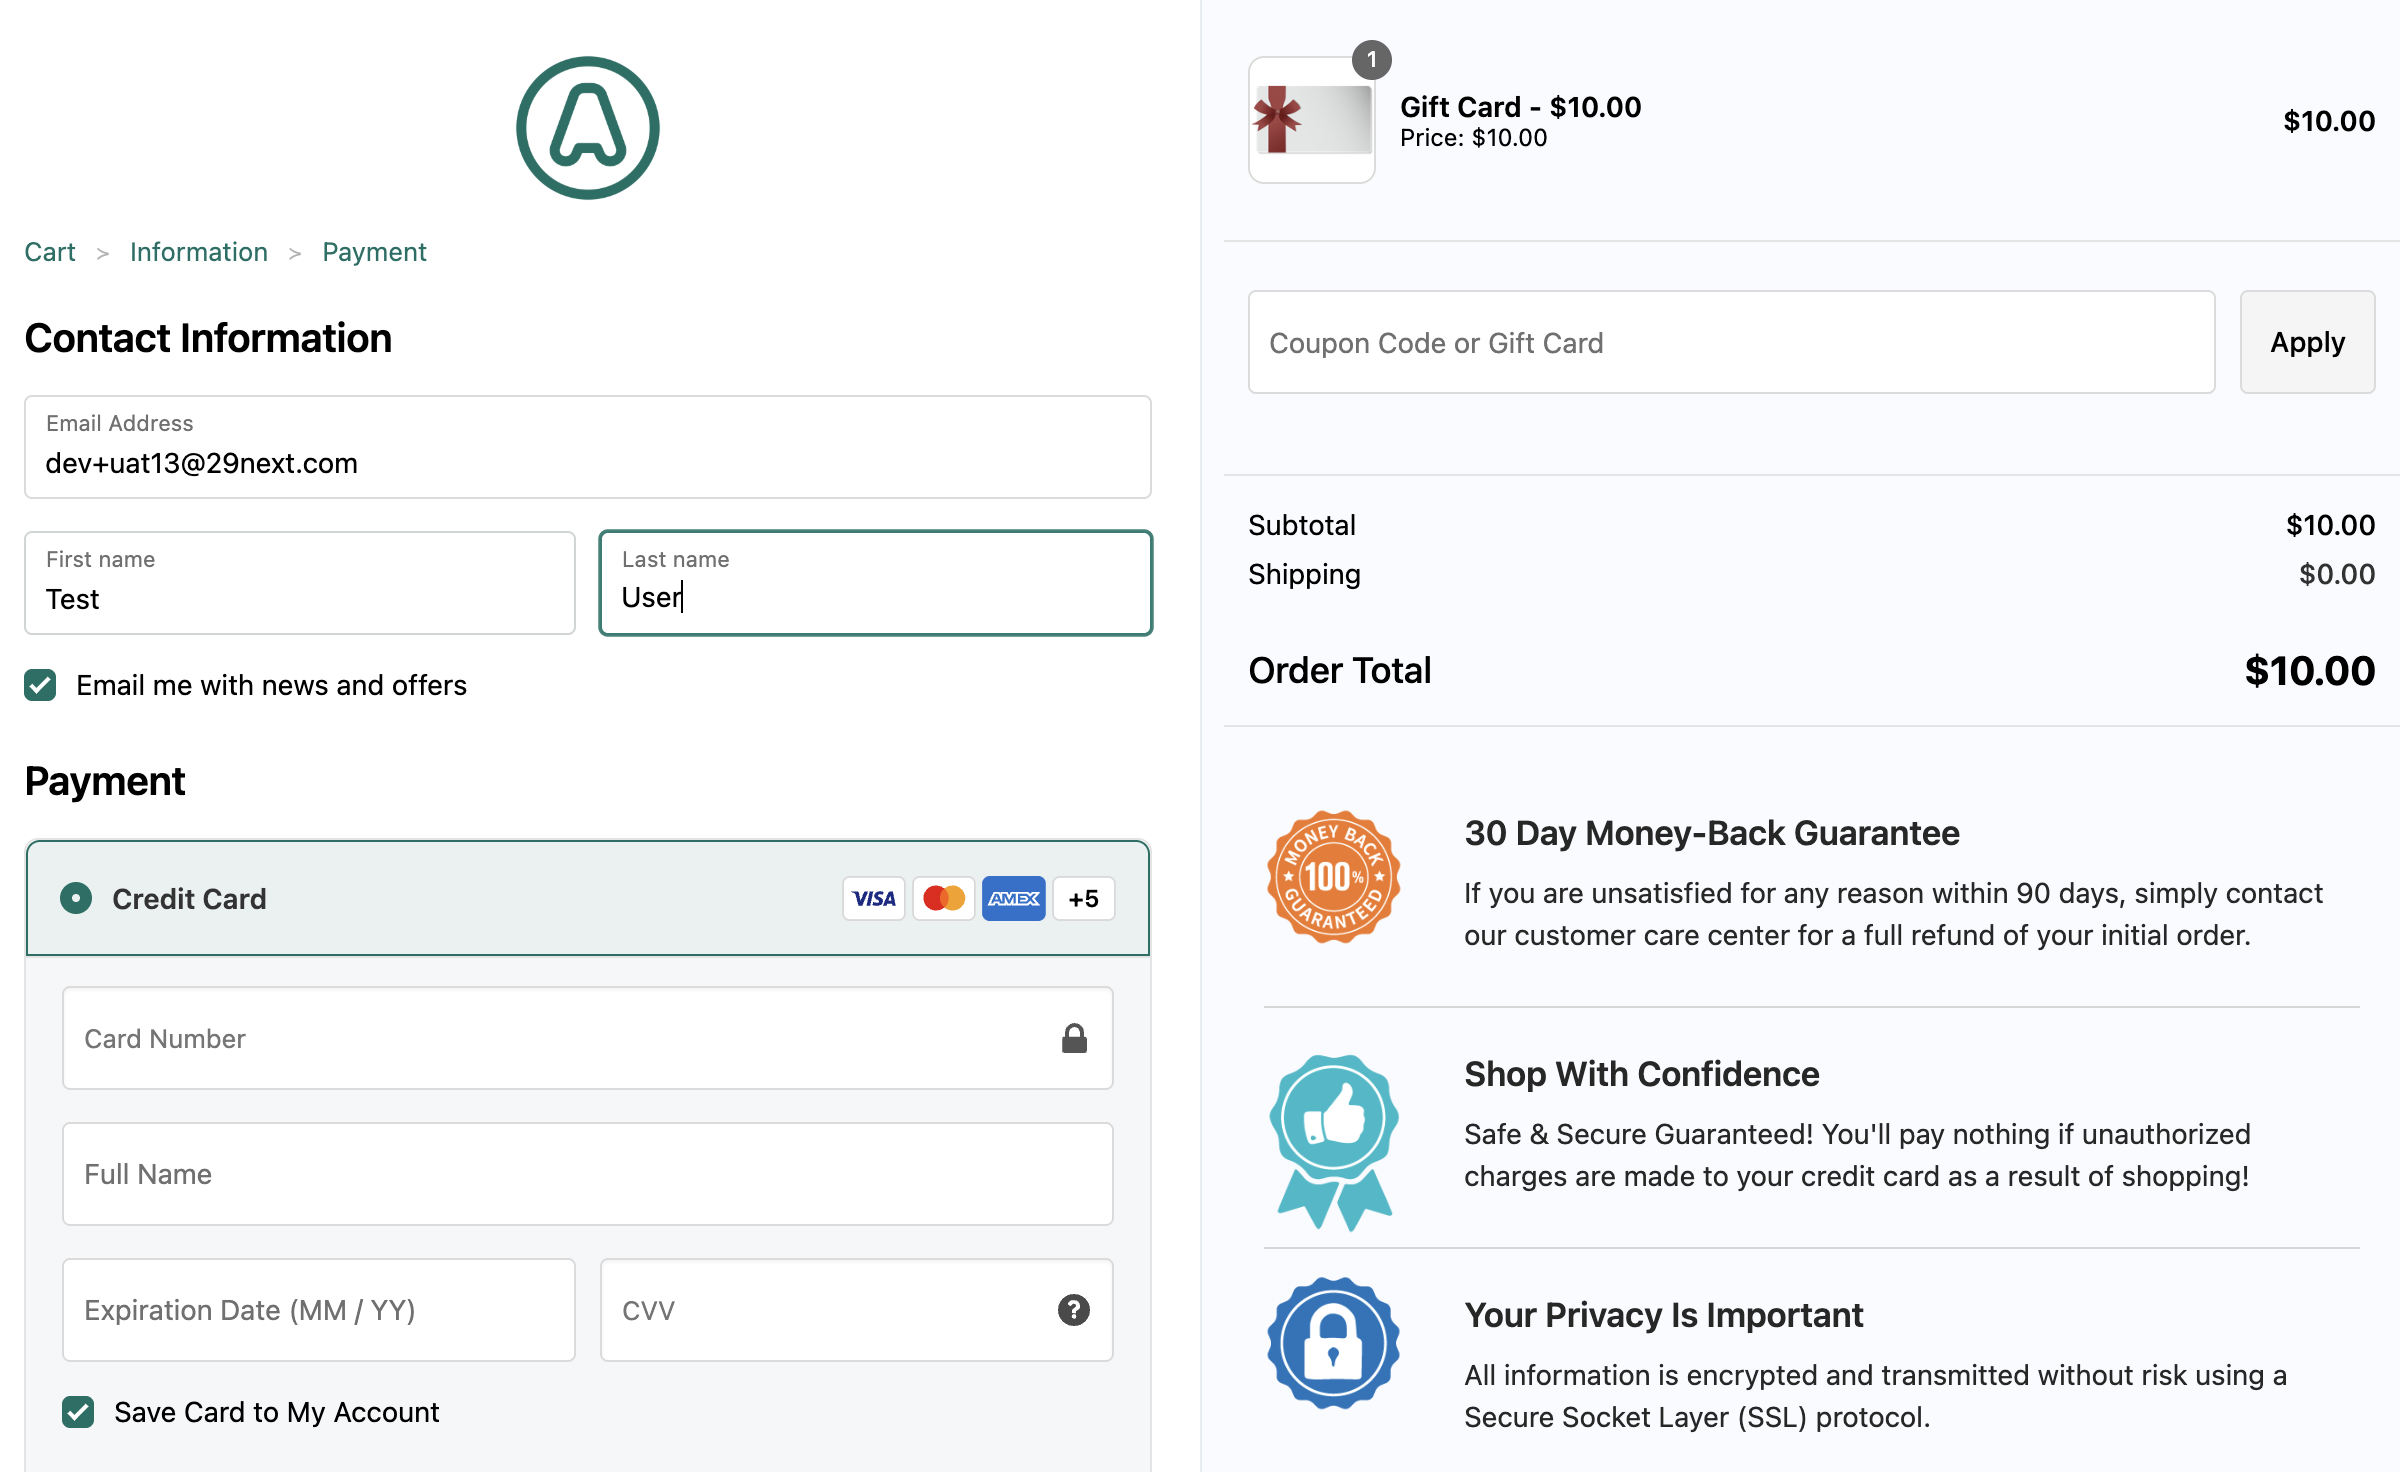 A
Cart > Information > Payment
Contact Information
Email Address
dev+uat13@29next.com
First name
Test
Last name
User
Email me with news and offers
Payment
Credit Card
VISA
AMEX
+5
Card Number
Full Name
Expiration Date (MM / YY)
CVV
?
Save Card to My Account
1
Gift Card - $10.00
Price: $10.00
$10.00
Coupon Code or Gift Card
Apply
Subtotal
$10.00
Shipping
$0.00
Order Total
$10.00
MONEY BACK
100%
GUARANTEED
30 Day Money-Back Guarantee
If you are unsatisfied for any reason within 90 days, simply contact
our customer care center for a full refund of your initial order.
Shop With Confidence
Safe & Secure Guaranteed! You'll pay nothing if unauthorized
charges are made to your credit card as a result of shopping!
Your Privacy Is Important
All information is encrypted and transmitted without risk using a
Secure Socket Layer (SSL) protocol.